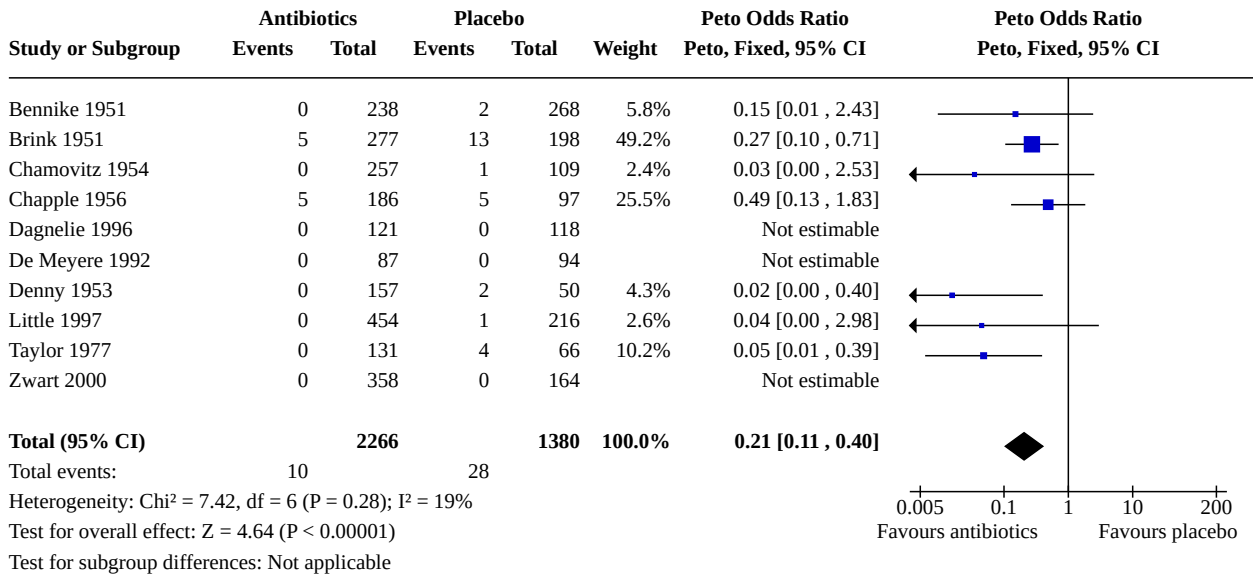 Antibiotics Placebo Peto Odds Ratio Peto Odds Ratio
Study or Subgroup Events Total Events Total Weight Peto, Fixed, 95% CI Peto, Fixed, 95% CI
Bennike 1951 0 238 2 268 5.8% 0.15 [0.01 , 2.43]
Brink 1951 5 277 13 198 49.2% 0.27 [0.10 , 0.71]
Chamovitz 1954 0 257 1 109 2.4% 0.03 [0.00 , 2.53]
Chapple 1956 5 186 5 97 25.5% 0.49 [0.13 , 1.83]
Dagnelie 1996 0 121 0 118 Not estimable
De Meyere 1992 0 87 0 94 Not estimable
Denny 1953 0 157 2 50 4.3% 0.02 [0.00 , 0.40]
Little 1997 0 454 1 216 2.6% 0.04 [0.00 , 2.98]
Taylor 1977 0 131 4 66 10.2% 0.05 [0.01 , 0.39]
Zwart 2000 0 358 0 164 Not estimable
Total (95% CI) 2266 1380 100.0% 0.21 [0.11 , 0.40]
Total events: 10 28
Heterogeneity: Chi² = 7.42, df = 6 (P = 0.28); I² = 19%
Test for overall effect: Z = 4.64 (P < 0.00001)
Test for subgroup differences: Not applicable
0.005 0.1 1 10 200
Favours antibiotics Favours placebo